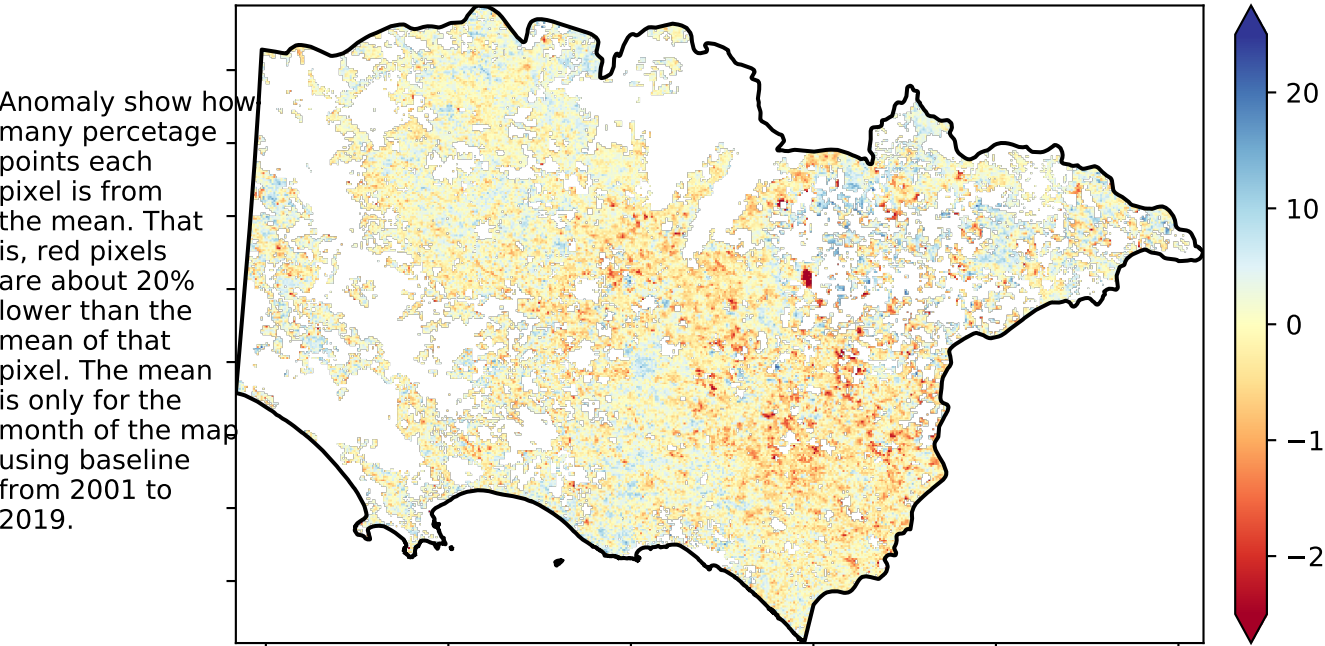 Anomaly show how
many percetage
points each
pixel is from
the mean. That
is, red pixels
are about 20%
lower than the
mean of that
pixel. The mean
is only for the
month of the map
using baseline
from 2001 to
2019.
20
10
0
−1
−2